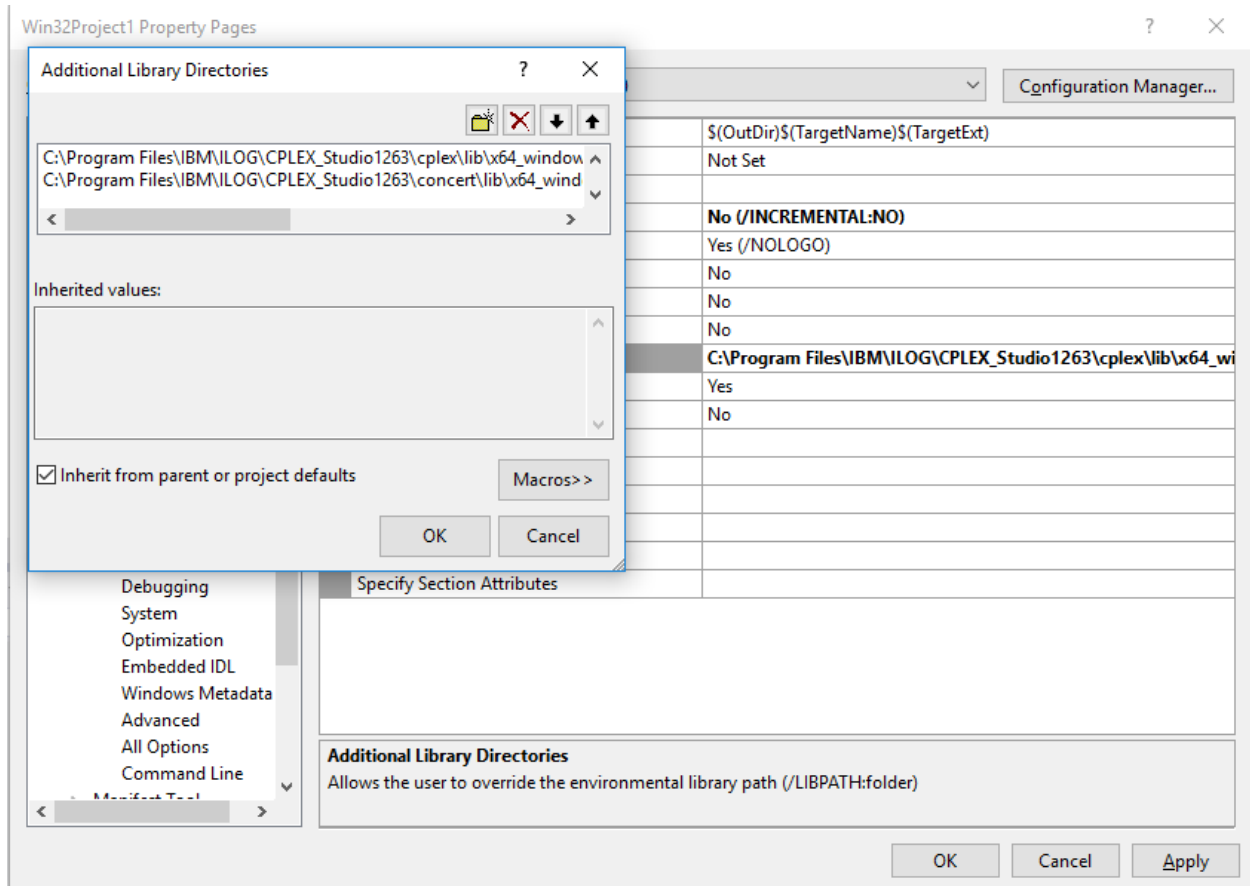 Win32Project1 Property Pages
Additional Library Directories
Configuration Manager...
C:\Program Files\IBM\ILOG\CPLEX_Studio1263\cplex\lib\x64_window
C:\Program Files\IBM\ILOG\CPLEX_Studio1263\concert\lib\x64_wind
Inherited values:
Inherit from parent or project defaults
Macros>>
OK
Cancel
$(OutDir)$(TargetName)$(TargetExt)
Not Set
No (/INCREMENTAL:NO)
Yes (/NOLOGO)
No
No
No
C:\Program Files\IBM\ILOG\CPLEX_Studio1263\cplex\lib\x64_wi
Yes
No
Specify Section Attributes
Debugging
System
Optimization
Embedded IDL
Windows Metadata
Advanced
All Options
Command Line
Manifest Tool
Additional Library Directories
Allows the user to override the environmental library path (/LIBPATH:folder)
OK
Cancel
Apply